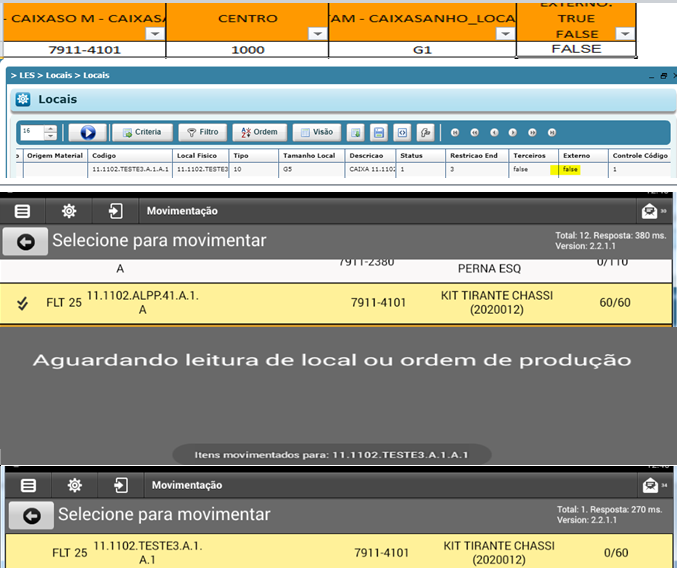 EXTERNO:
- CAIXASO M - CAIXASA CENTRO TAM - CAIXASANHO_LOCA TRUE
FALSE
7911-4101 1000 G1 FALSE
> LES > Locais > Locais
Locais
16 Criteria Filtro Ordem Visão
Origem Material Codigo Local Fisico Tipo Tamanho Local Descricao Status Restricao End Terceiros Externo Controle Código
11.1102.TESTE3.A.1.A.1 11.1102.TESTE3 10 G5 CAIXA 11.1102 1 3 false false 1
Movimentação 30
Selecione para movimentar Total: 12. Resposta: 380 ms.
Version: 2.2.1.1
A 7911-2380 PERNA ESQ 0/110
FLT 25 11.1102.ALPP.41.A.1. 7911-4101 KIT TIRANTE CHASSI 60/60
A (2020012)
Aguardando leitura de local ou ordem de produção
Itens movimentados para: 11.1102.TESTE3.A.1.A.1
Movimentação 34
Selecione para movimentar Total: 1. Resposta: 270 ms.
Version: 2.2.1.1
FLT 25 11.1102.TESTE3.A.1. 7911-4101 KIT TIRANTE CHASSI 0/60
A.1 (2020012)